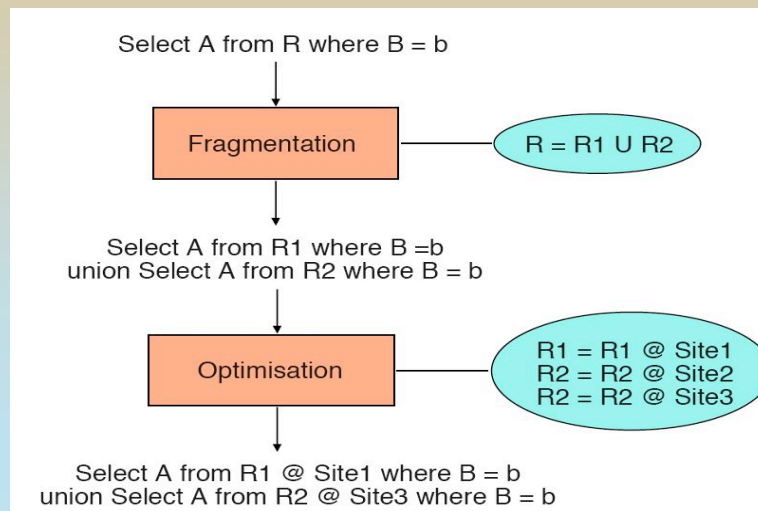 Select A from R where B = b
Fragmentation
R = R1 U R2
Select A from R1 where B =b
union Select A from R2 where B = b
Optimisation
R1 = R1 @ Site1
R2 = R2 @ Site2
R2 = R2 @ Site3
Select A from R1 @ Site1 where B = b
union Select A from R2 @ Site3 where B = b